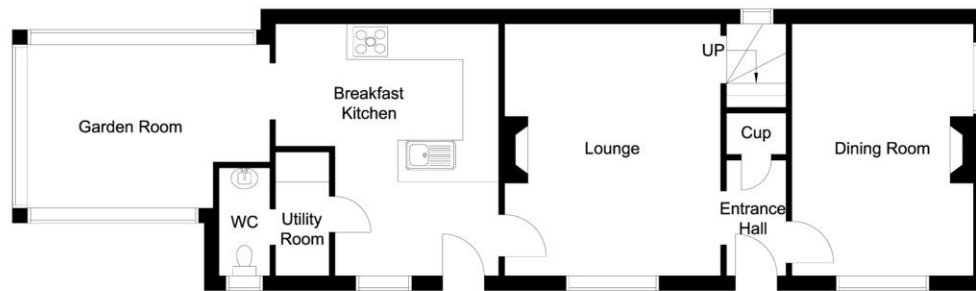 Garden Room
Breakfast
Kitchen
WC
Utility
Room
Lounge
UP
Cup
Entrance
Hall
Dining Room